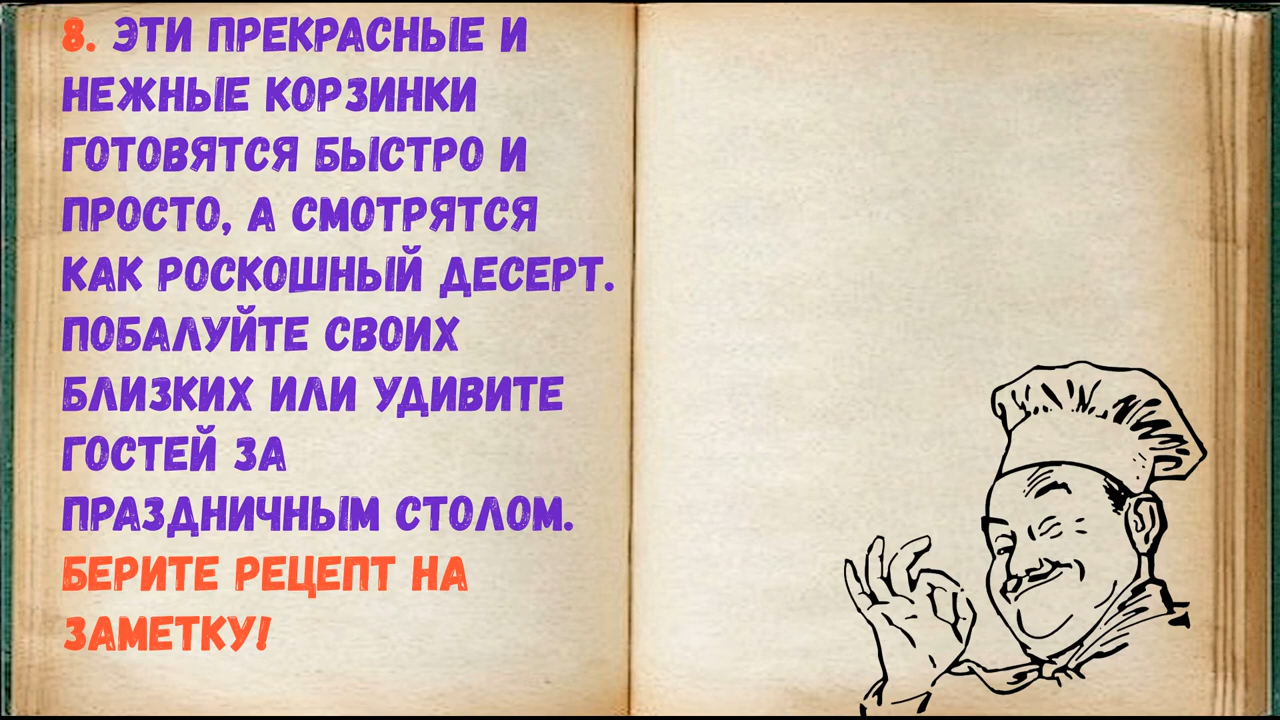 8. ЭТИ ПРЕКРАСНЫЕ И
НЕЖНЫЕ КОРЗИНКИ
ГОТОВЯТСЯ БЫСТРО И
ПРОСТО, А СМОТРЯТСЯ
КАК РОСКОШНЫЙ ДЕСЕРТ.
ПОБАЛУЙТЕ СВОИХ
БЛИЗКИХ ИЛИ УДИВИТЕ
ГОСТЕЙ ЗА
ПРАЗДНИЧНЫМ СТОЛОМ.
БЕРИТЕ РЕЦЕПТ НА
ЗАМЕТКУ!